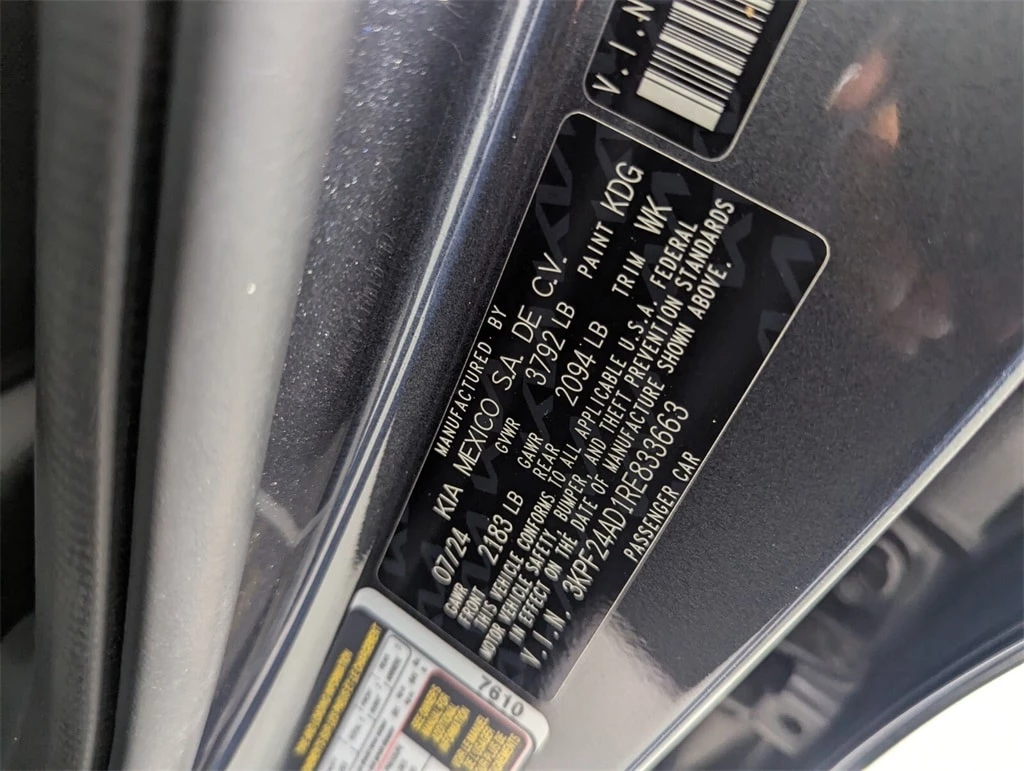 V.I.N
MANUFACTURED BY
07/24 KIA MEXICO S.A. DE C.V.
GVWR 3792 LB PAINT KDG
GAWR FRONT 2183 LB GAWR REAR 2094 LB TRIM WK
THIS VEHICLE CONFORMS TO ALL APPLICABLE U.S.A. FEDERAL
MOTOR VEHICLE SAFETY, BUMPER, AND THEFT PREVENTION STANDARDS
IN EFFECT ON THE DATE OF MANUFACTURE SHOWN ABOVE.
V.I.N. 3KPF24AD1RE833663
PASSENGER CAR
7610